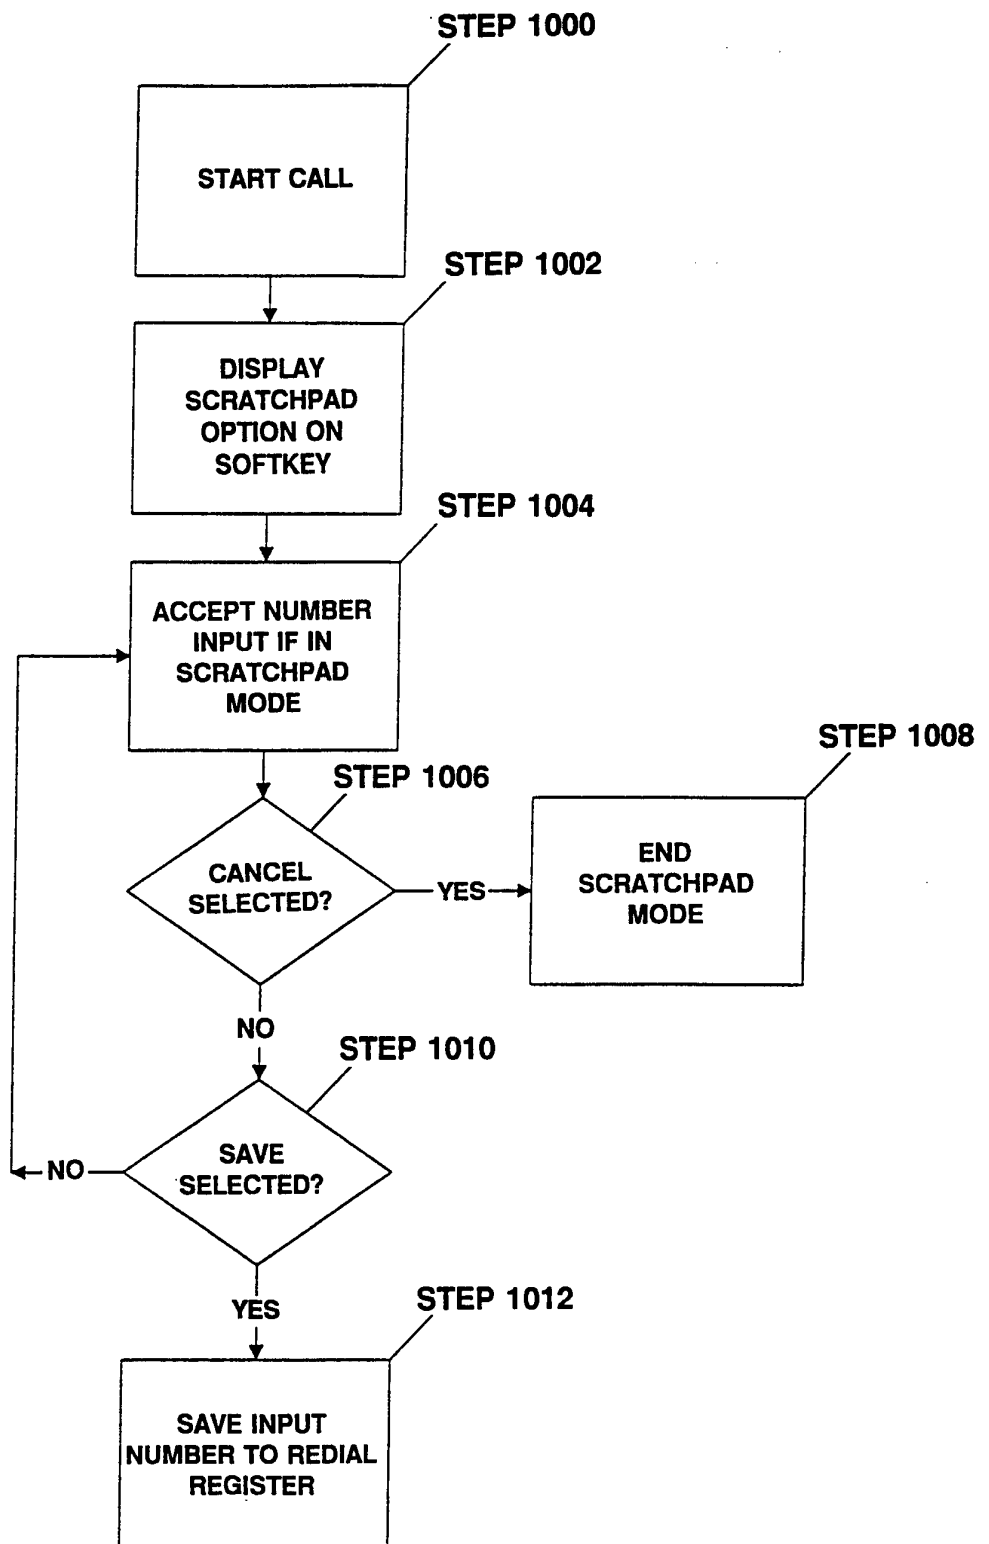 STEP 1000
START CALL
STEP 1002
DISPLAY
SCRATCHPAD
OPTION ON
SOFTKEY
STEP 1004
ACCEPT NUMBER
INPUT IF IN
SCRATCHPAD
MODE
STEP 1006
CANCEL
SELECTED?
YES
STEP 1008
END
SCRATCHPAD
MODE
NO
STEP 1010
SAVE
SELECTED?
NO
YES
STEP 1012
SAVE INPUT
NUMBER TO REDIAL
REGISTER